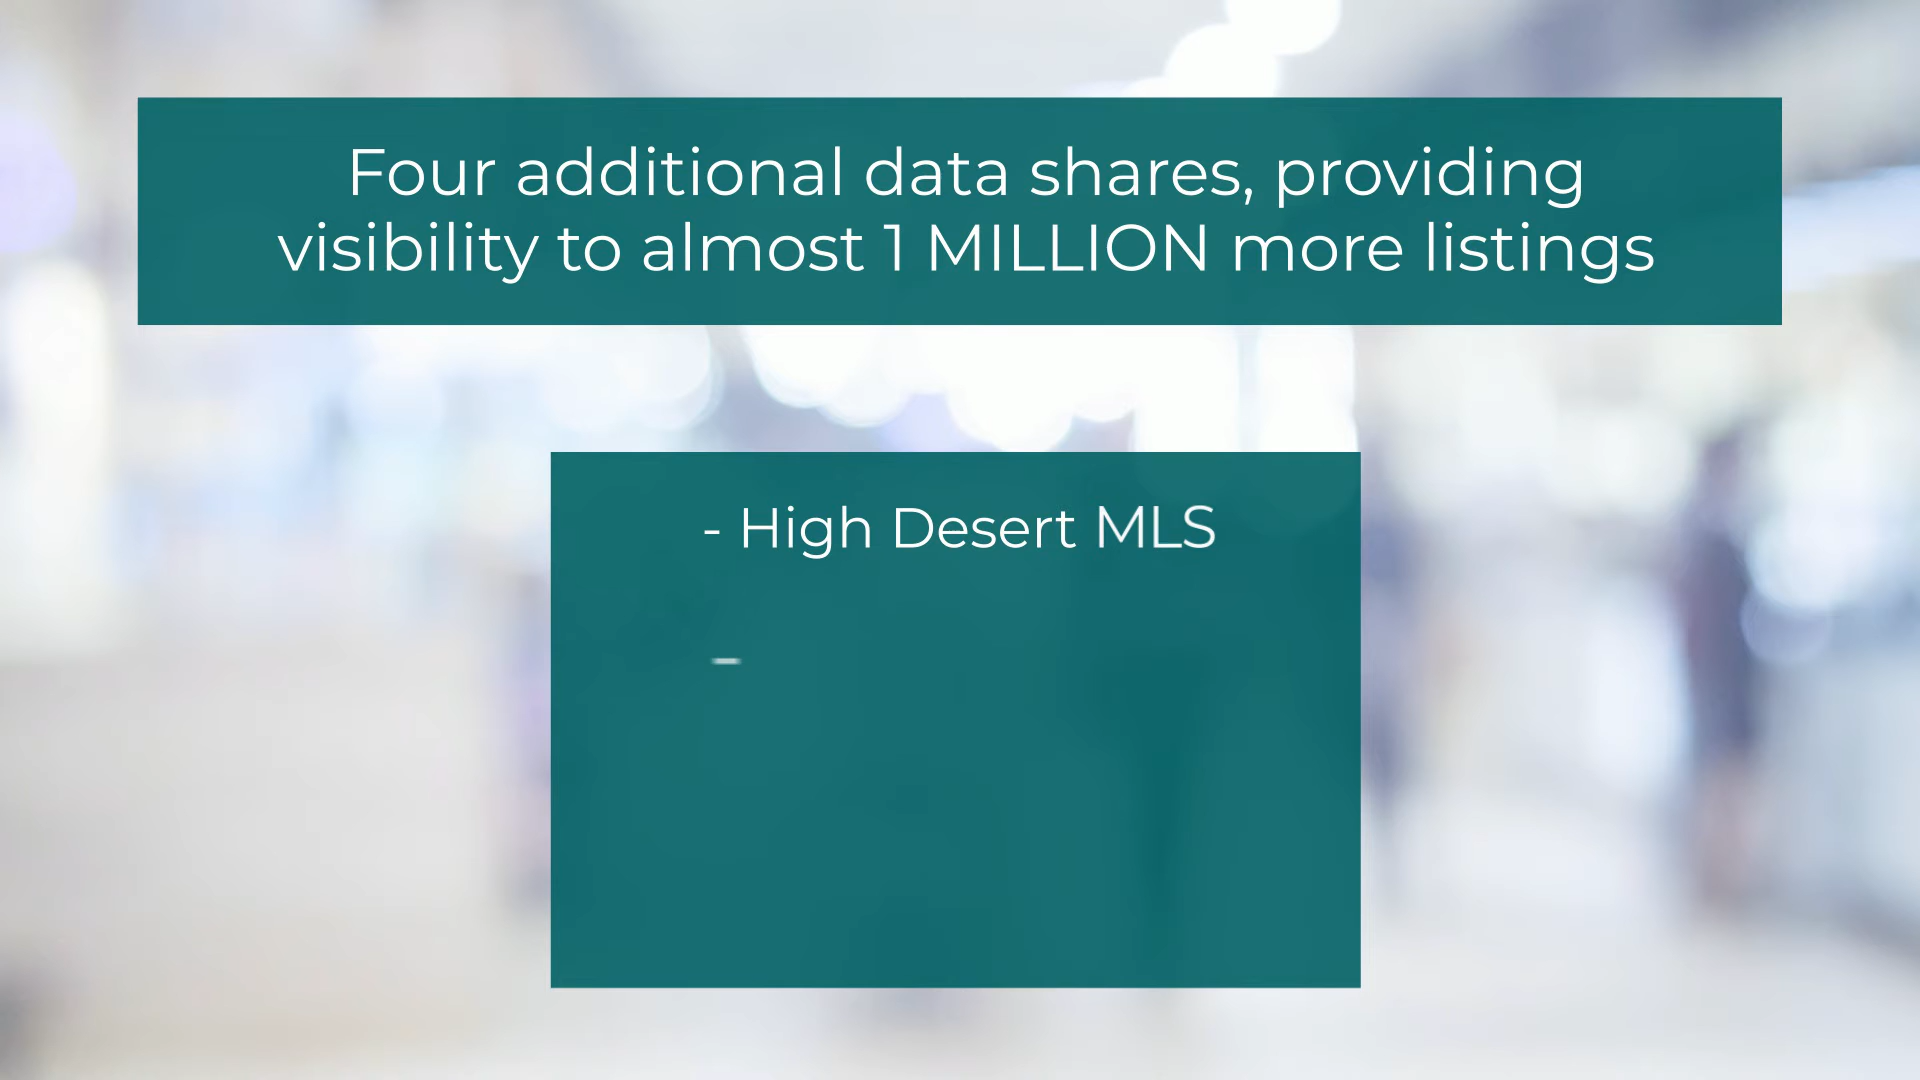 Four additional data shares, providing
visibility to almost 1 MILLION more listings
- High Desert MLS
-